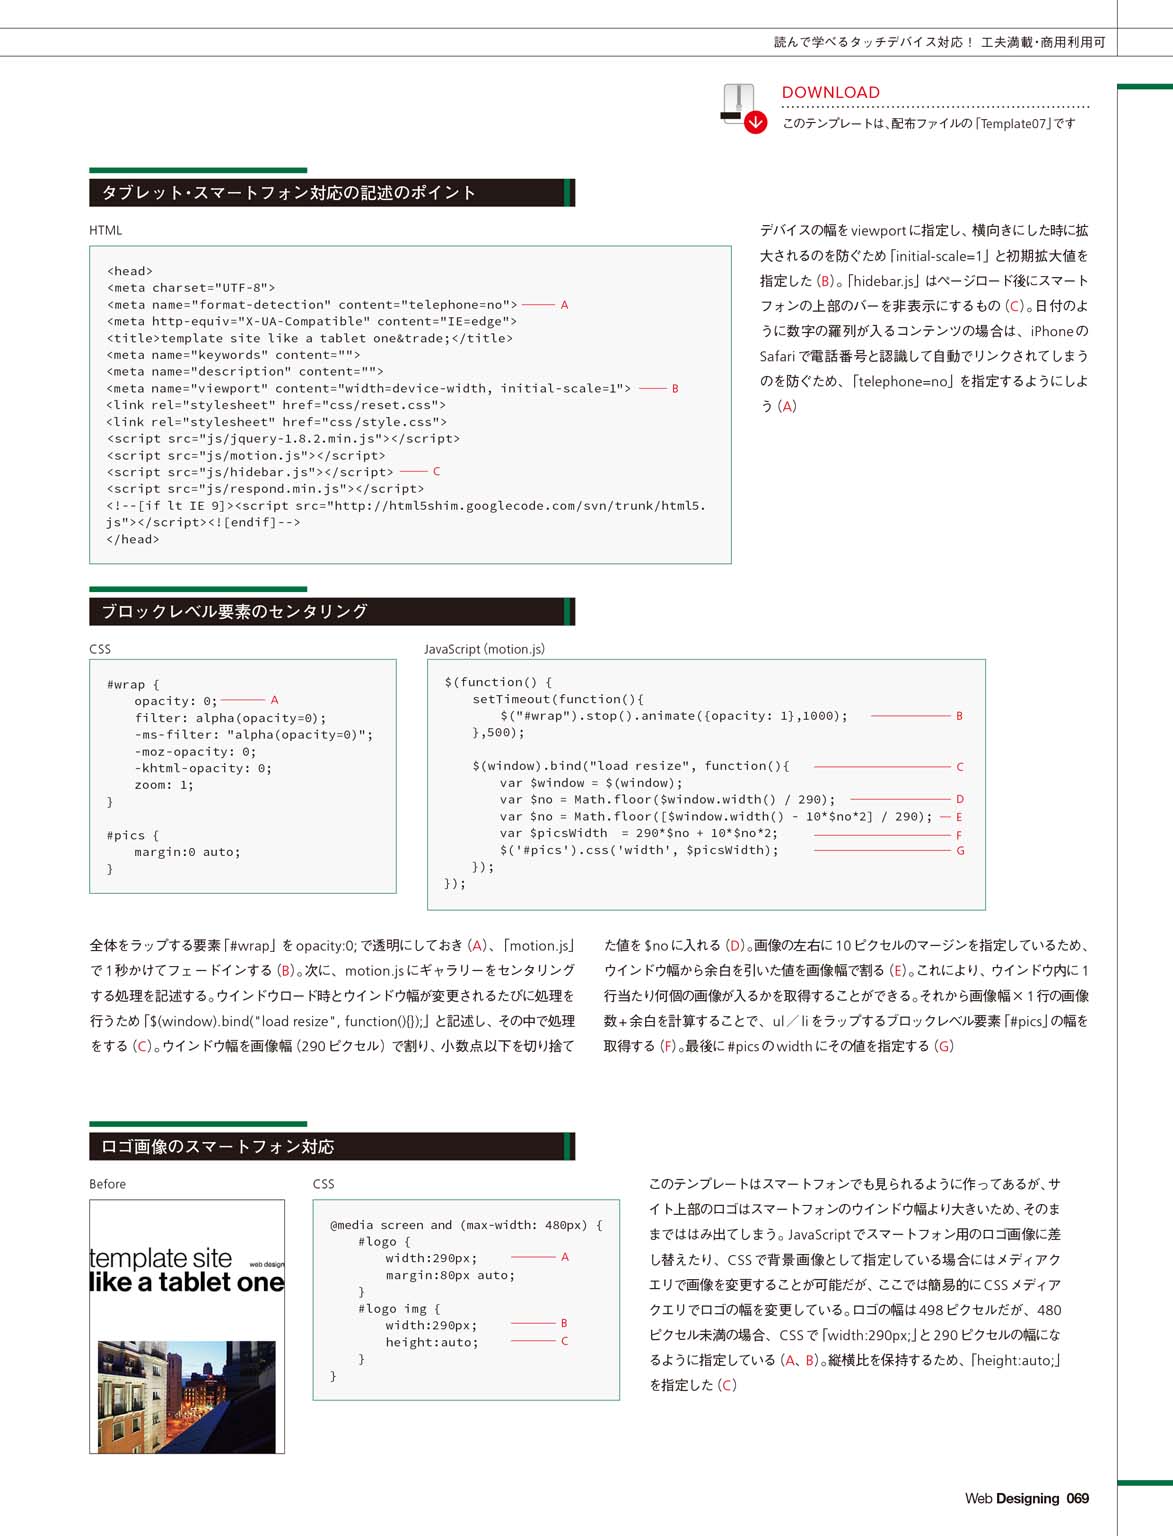 読んで学べるタッチデバイス対応！ 工夫満載・商用利用可
DOWNLOAD
このテンプレートは、配布ファイルの「Template07」です
タブレット・スマートフォン対応の記述のポイント
HTML
<head>
<meta charset="UTF-8">
<meta name="format-detection" content="telephone=no"> A
<meta http-equiv="X-UA-Compatible" content="IE=edge">
<title>template site like a tablet one&trade;</title>
<meta name="keywords" content="">
<meta name="description" content="">
<meta name="viewport" content="width=device-width, initial-scale=1"> B
<link rel="stylesheet" href="css/reset.css">
<link rel="stylesheet" href="css/style.css">
<script src="js/jquery-1.8.2.min.js"></script>
<script src="js/motion.js"></script>
<script src="js/hidebar.js"></script> C
<script src="js/respond.min.js"></script>
<!--[if lt IE 9]><script src="http://html5shim.googlecode.com/svn/trunk/html5.
js"></script><![endif]-->
</head>
デバイスの幅をviewportに指定し、横向きにした時に拡
大されるのを防ぐため「initial-scale=1」と初期拡大値を
指定した（B）。「hidebar.js」はページロード後にスマート
フォンの上部のバーを非表示にするもの（C）。日付のよ
うに数字の羅列が入るコンテンツの場合は、iPhoneの
Safariで電話番号と認識して自動でリンクされてしまう
のを防ぐため、「telephone=no」を指定するようにしよ
う（A）
ブロックレベル要素のセンタリング
CSS
#wrap {
opacity: 0; A
filter: alpha(opacity=0);
-ms-filter: "alpha(opacity=0)";
-moz-opacity: 0;
-khtml-opacity: 0;
zoom: 1;
}
#pics {
margin:0 auto;
}
JavaScript（motion.js）
$(function() {
setTimeout(function(){
$("#wrap").stop().animate({opacity: 1},1000); B
},500);
$(window).bind("load resize", function(){ C
var $window = $(window);
var $no = Math.floor($window.width() / 290); D
var $no = Math.floor([$window.width() - 10*$no*2] / 290); E
var $picsWidth  = 290*$no + 10*$no*2; F
$('#pics').css('width', $picsWidth); G
});
});
全体をラップする要素「#wrap」をopacity:0;で透明にしておき（A）、「motion.js」
で1秒かけてフェードインする（B）。次に、motion.jsにギャラリーをセンタリング
する処理を記述する。ウインドウロード時とウインドウ幅が変更されるたびに処理を
行うため「$(window).bind("load resize", function(){});」と記述し、その中で処理
をする（C）。ウインドウ幅を画像幅（290ピクセル）で割り、小数点以下を切り捨て
た値を$noに入れる（D）。画像の左右に10ピクセルのマージンを指定しているため、
ウインドウ幅から余白を引いた値を画像幅で割る（E）。これにより、ウインドウ内に1
行当たり何個の画像が入るかを取得することができる。それから画像幅×1行の画像
数+余白を計算することで、ul／liをラップするブロックレベル要素「#pics」の幅を
取得する（F）。最後に#picsのwidthにその値を指定する（G）
ロゴ画像のスマートフォン対応
Before
template site
web design
like a tablet one
CSS
@media screen and (max-width: 480px) {
#logo {
width:290px; A
margin:80px auto;
}
#logo img {
width:290px; B
height:auto; C
}
}
このテンプレートはスマートフォンでも見られるように作ってあるが、サ
イト上部のロゴはスマートフォンのウインドウ幅より大きいため、そのま
まではみ出てしまう。JavaScriptでスマートフォン用のロゴ画像に差
し替えたり、CSSで背景画像として指定している場合にはメディアク
エリで画像を変更することが可能だが、ここでは簡易的にCSSメディア
クエリでロゴの幅を変更している。ロゴの幅は498ピクセルだが、480
ピクセル未満の場合、CSSで「width:290px;」と290ピクセルの幅にな
るように指定している（A、B）。縦横比を保持するため、「height:auto;」
を指定した（C）
Web Designing 069